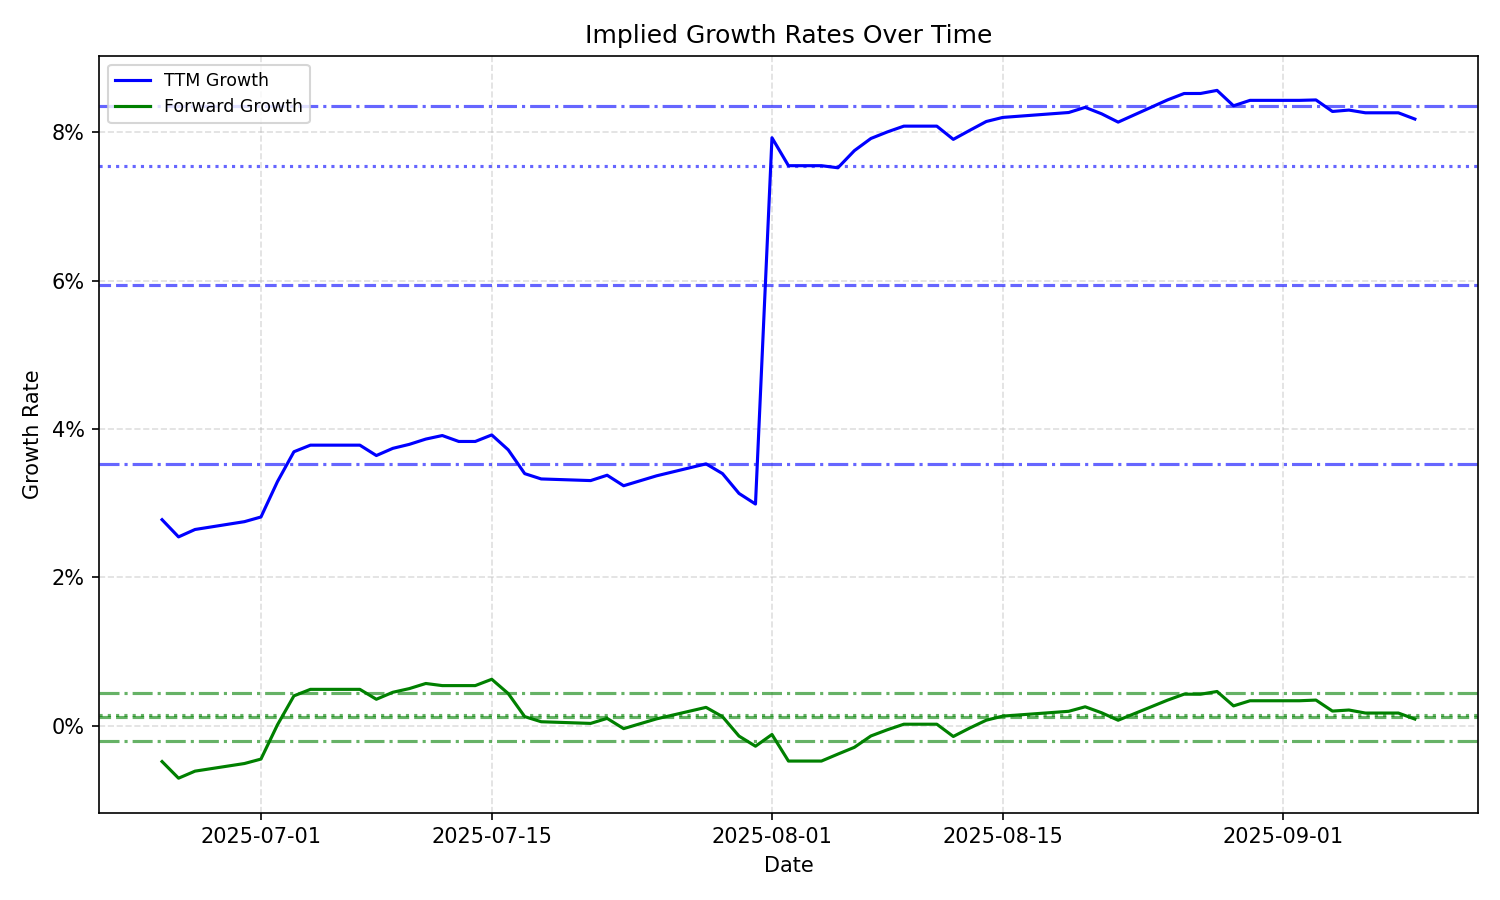 Implied Growth Rates Over Time
TTM Growth
Forward Growth
8%
6%
4%
2%
0%
Growth Rate
2025-07-01
2025-07-15
2025-08-01
2025-08-15
2025-09-01
Date